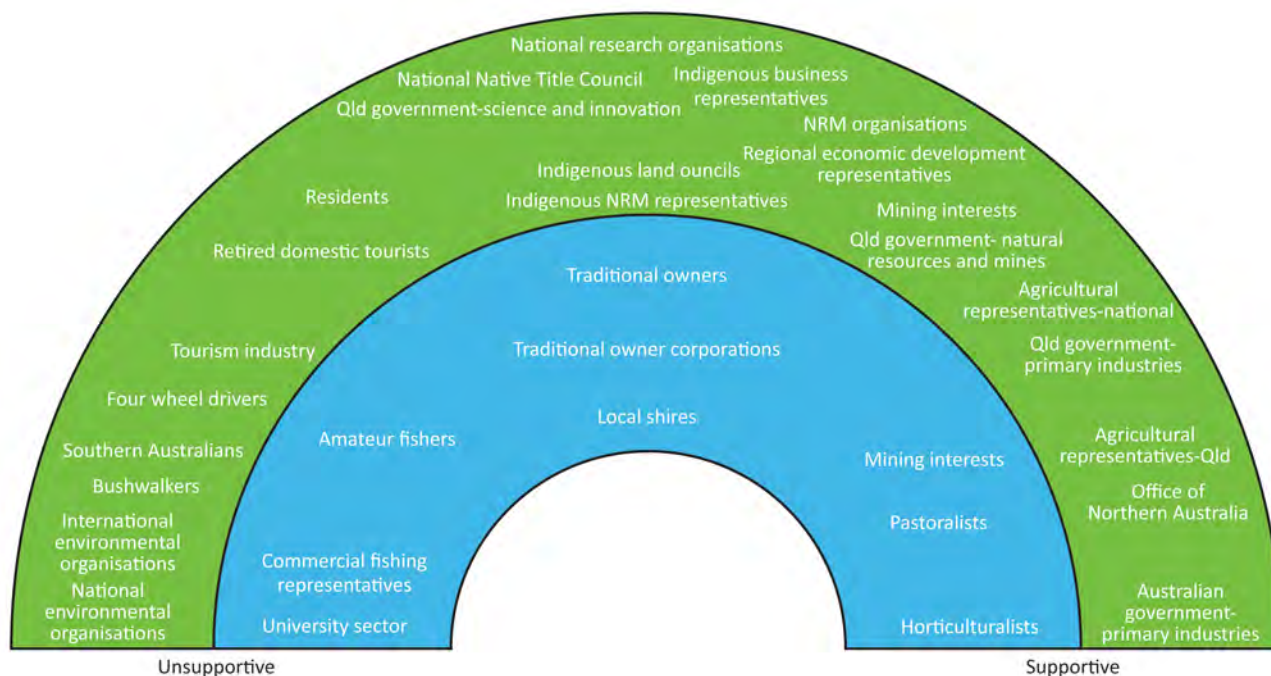 National research organisations
National Native Title Council
Indigenous business
representatives
Qld government-science and innovation
NRM organisations
Regional economic development
representatives
Indigenous land ouncils
Indigenous NRM representatives
Residents
Mining interests
Retired domestic tourists
Qld government- natural
resources and mines
Traditional owners
Agricultural
representatives-national
Tourism industry
Traditional owner corporations
Qld government-
primary industries
Four wheel drivers
Local shires
Amateur fishers
Southern Australians
Mining interests
Agricultural
representatives-Qld
Bushwalkers
Pastoralists
Office of
Northern Australia
International
environmental
organisations
Commercial fishing
representatives
National
environmental
organisations
University sector
Horticulturalists
Australian
government-
primary industries
Unsupportive
Supportive